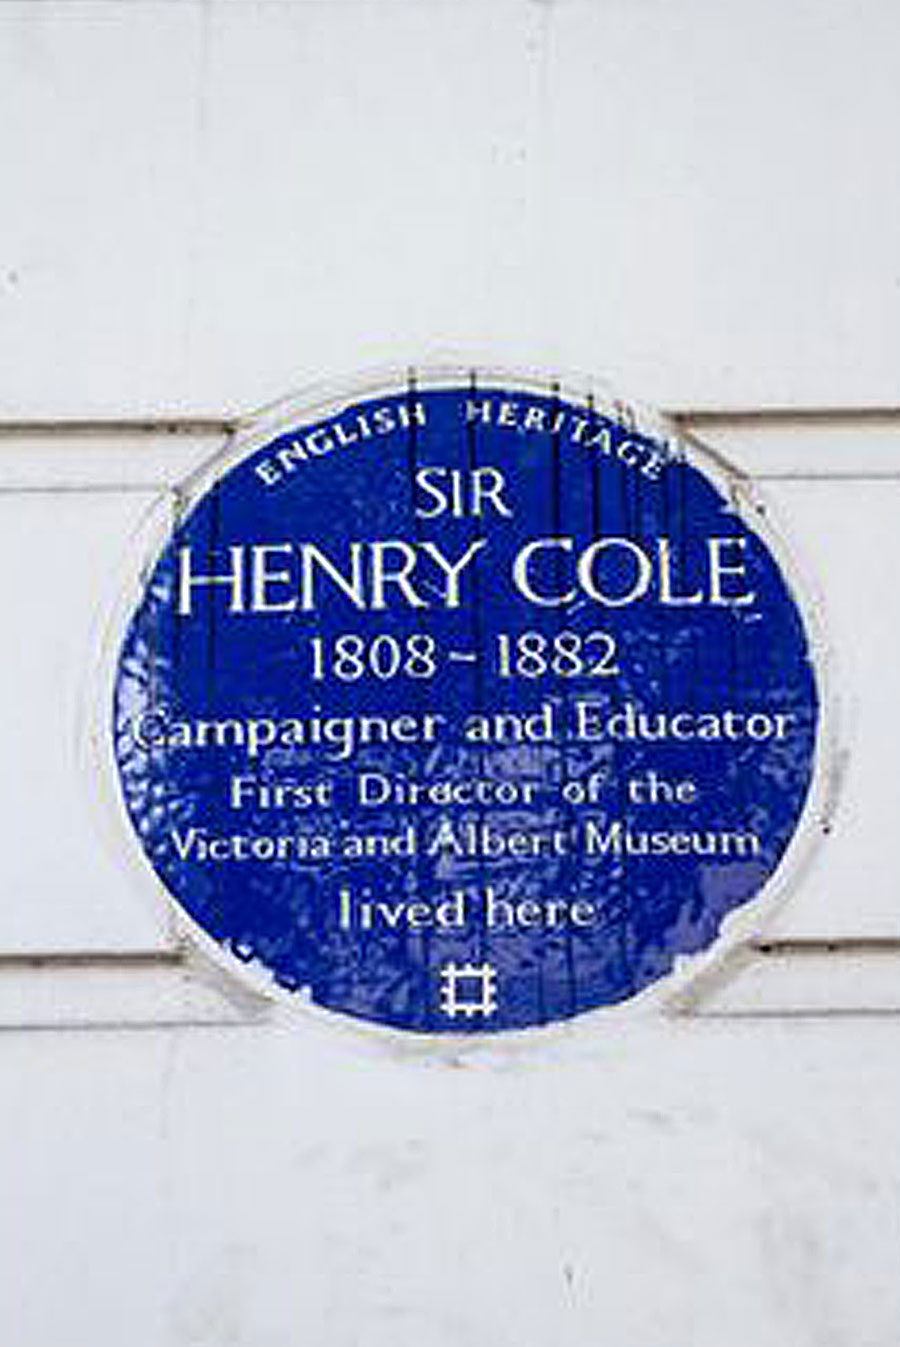 ENGLISH HERITAGE
SIR
HENRY COLE
1808 - 1882
Campaigner and Educator
First Director of the
Victoria and Albert Museum
lived here